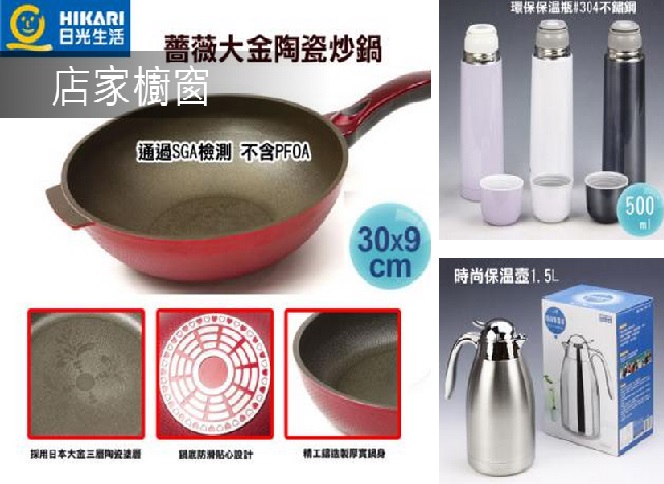 HIKARI
日光生活
店家櫥窗
薔薇大金陶瓷炒鍋
通過SGA檢測 不含PFOA
30x9
cm
採用日本大金三層陶瓷塗層
鍋底防滑貼心設計
精工鑄造製厚實鍋身
環保保溫瓶#304不鏽鋼
500
ml
時尚保溫壺1.5L